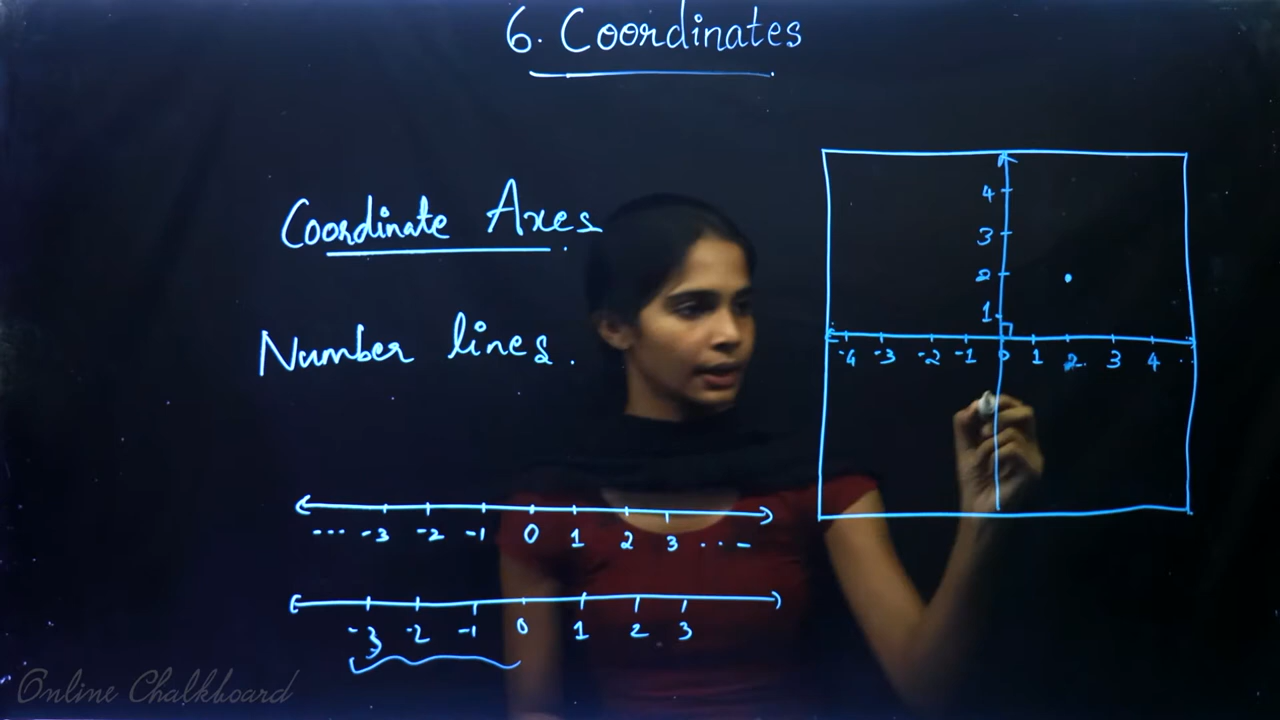 6. Coordinates
Coordinate Axes
Number lines.
... -3 -2 -1 0 1 2 3 ...
-3 -2 -1 0 1 2 3
4
3
2
1
-4 -3 -2 -1 0 1 2 3 4 ..
Online Chalkboard